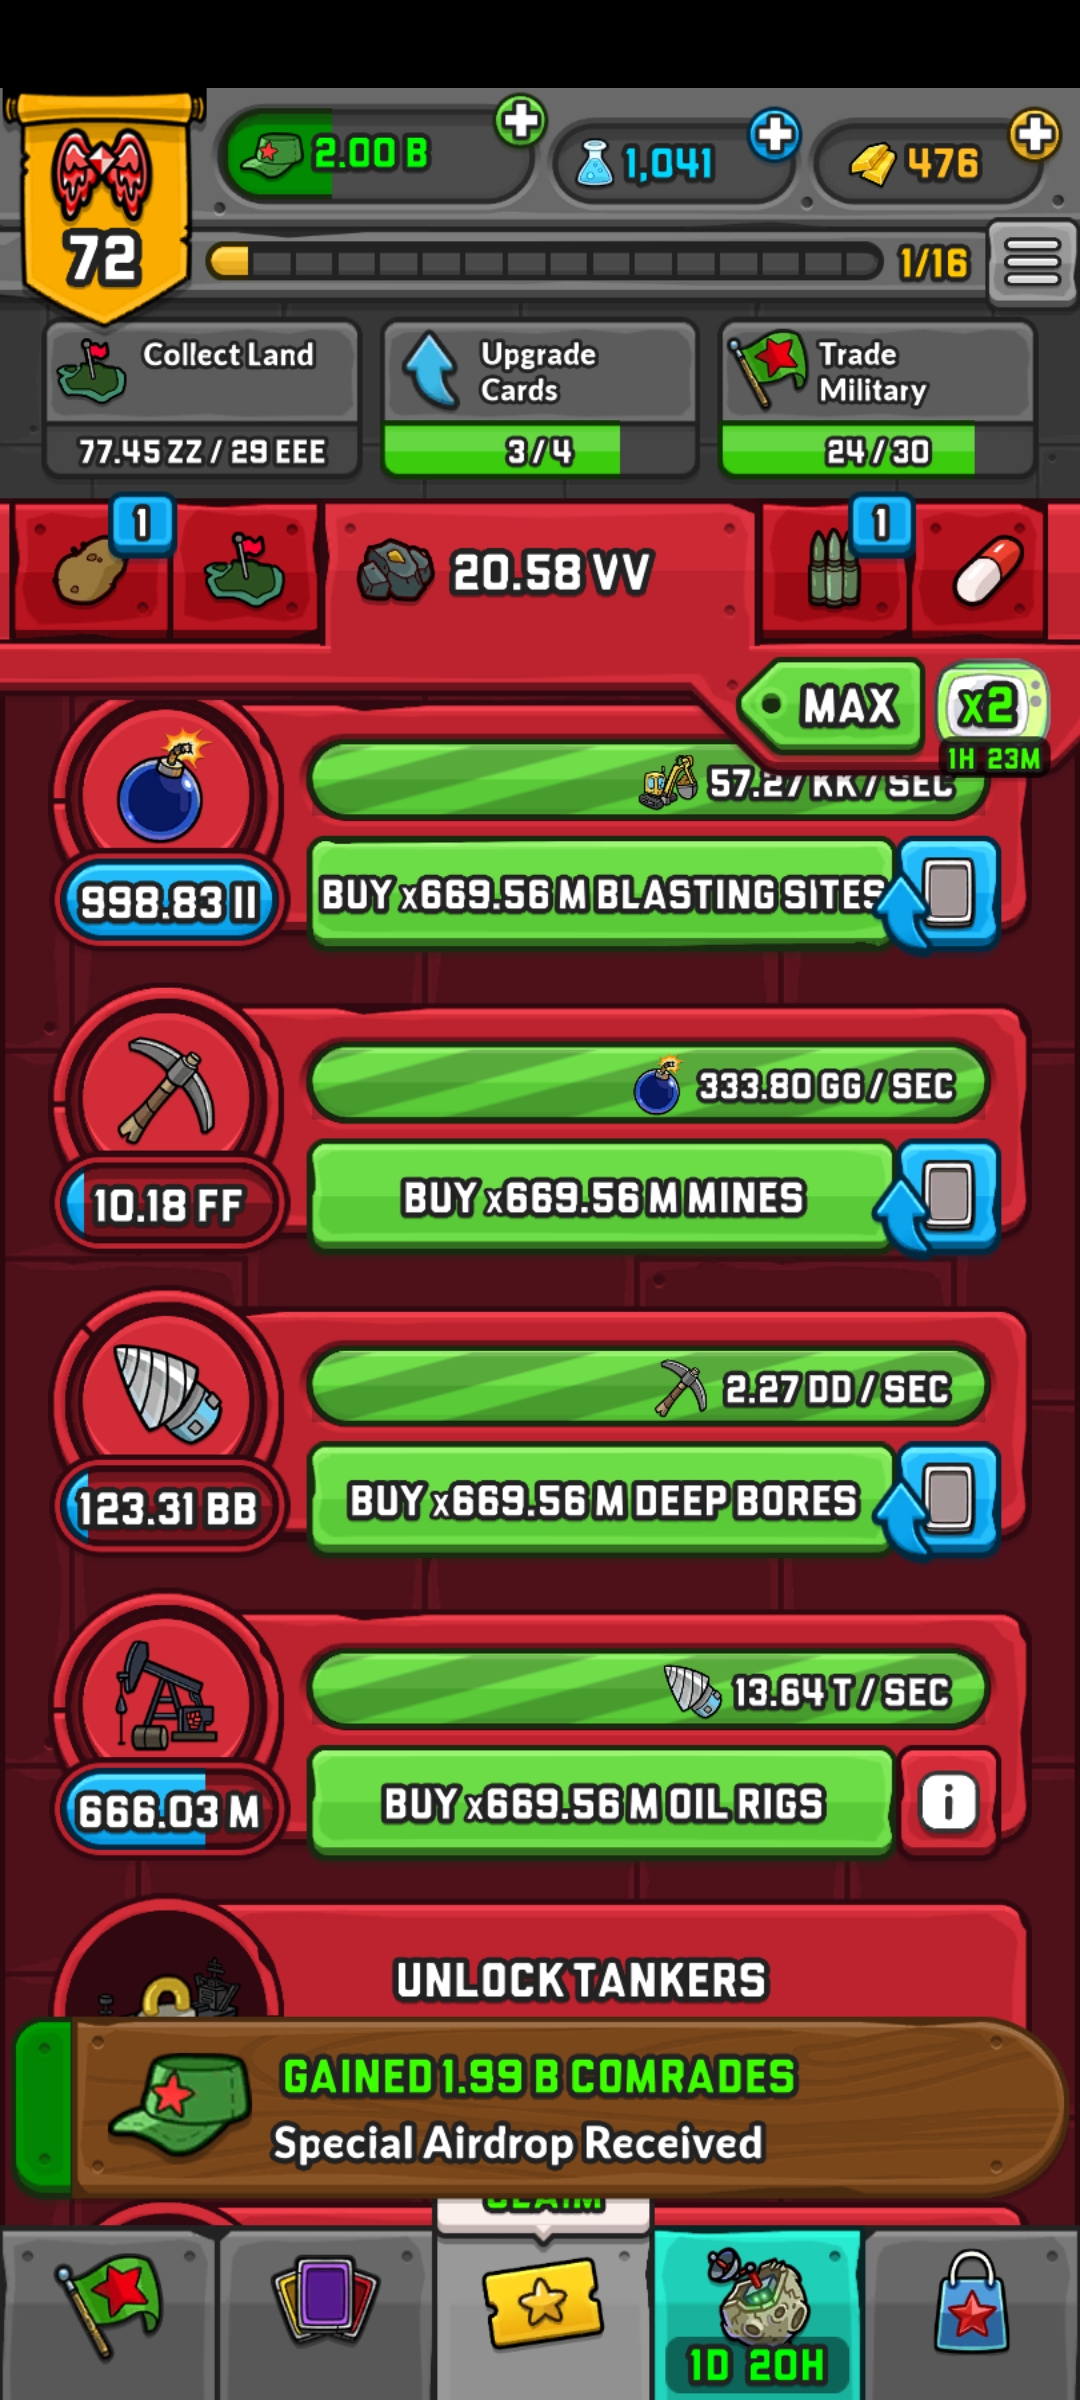 2.00 B
1,041
476
72
1/16
Collect Land
77.45 ZZ / 29 EEE
Upgrade
Cards
3/4
Trade
Military
24/30
1
20.58 VV
1
MAX
x2
1H 23M
57.27 KK / SEC
998.83 II
BUY x669.56 M BLASTING SITES
333.80 GG / SEC
10.18 FF
BUY x669.56 M MINES
2.27 DD / SEC
123.31 BB
BUY x669.56 M DEEP BORES
13.64 T / SEC
666.03 M
BUY x669.56 M OIL RIGS
i
UNLOCK TANKERS
GAINED 1.99 B COMRADES
Special Airdrop Received
CLAIM
1D 20H